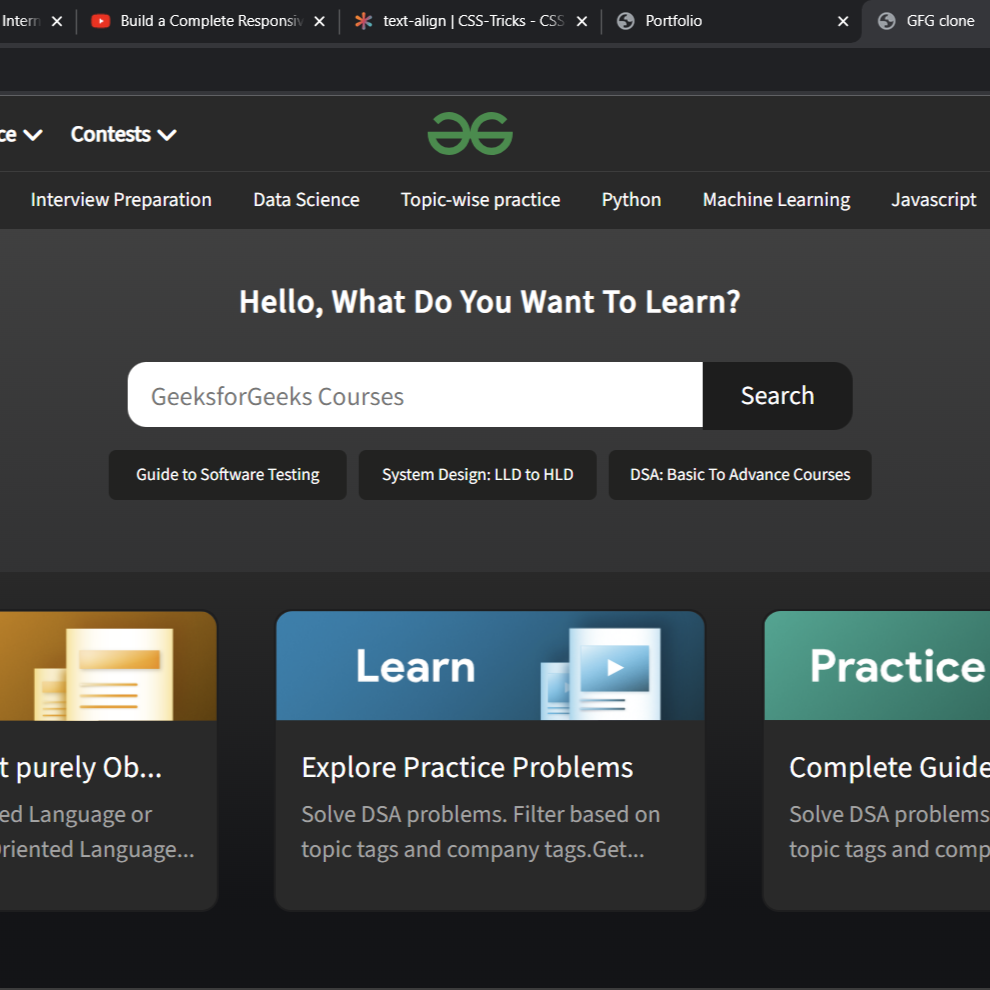 Intern Build a Complete Responsiv text-align | CSS-Tricks - CSS Portfolio GFG clone
ce Contests
Interview Preparation Data Science Topic-wise practice Python Machine Learning Javascript
Hello, What Do You Want To Learn?
GeeksforGeeks Courses Search
Guide to Software Testing System Design: LLD to HLD DSA: Basic To Advance Courses
Learn Practice
t purely Ob... Explore Practice Problems Complete Guide
ed Language or Solve DSA problems. Filter based on Solve DSA problems
Oriented Language... topic tags and company tags.Get... topic tags and comp